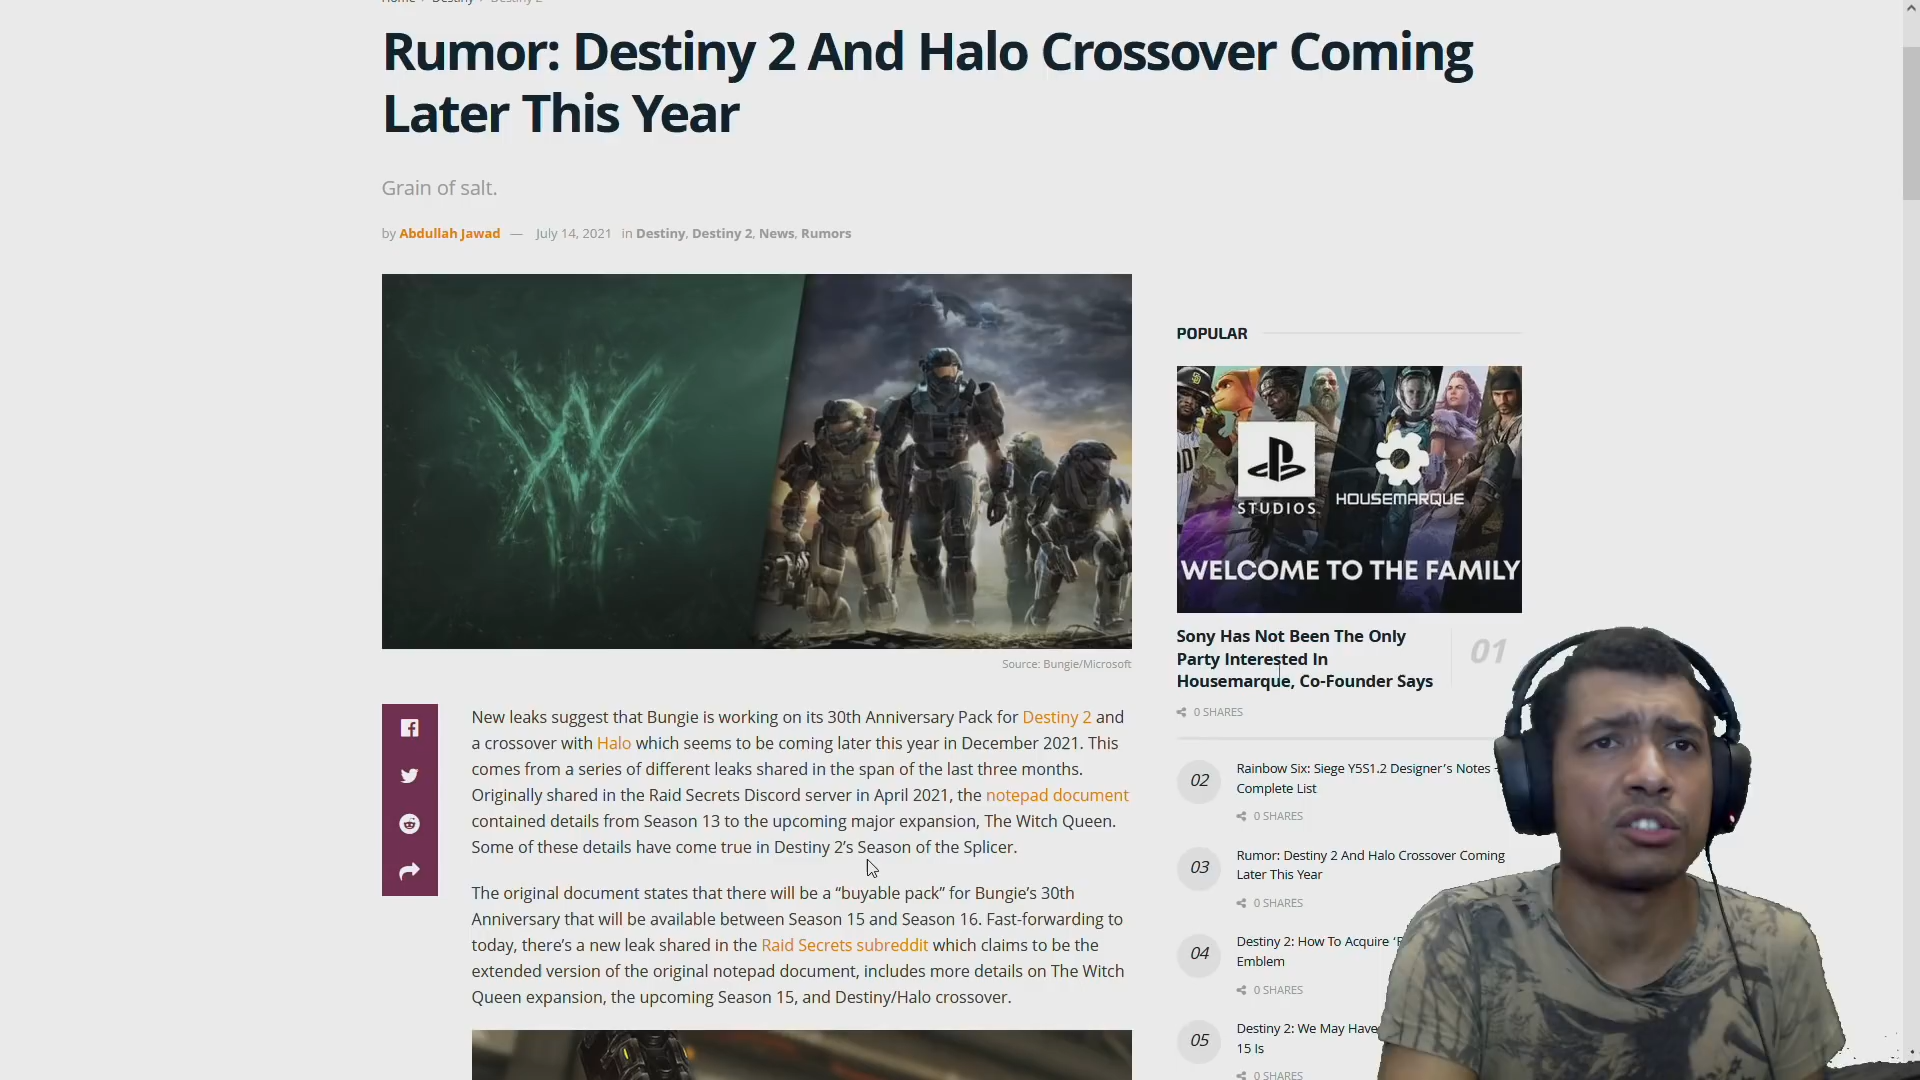 Home
Destiny
Destiny 2
Rumor: Destiny 2 And Halo Crossover Coming
Later This Year
Grain of salt.
by Abdullah Jawad — July 14, 2021 in Destiny, Destiny 2, News, Rumors
Source: Bungie/Microsoft
New leaks suggest that Bungie is working on its 30th Anniversary Pack for Destiny 2 and
a crossover with Halo which seems to be coming later this year in December 2021. This
comes from a series of different leaks shared in the span of the last three months.
Originally shared in the Raid Secrets Discord server in April 2021, the notepad document
contained details from Season 13 to the upcoming major expansion, The Witch Queen.
Some of these details have come true in Destiny 2’s Season of the Splicer.
The original document states that there will be a “buyable pack” for Bungie’s 30th
Anniversary that will be available between Season 15 and Season 16. Fast-forwarding to
today, there’s a new leak shared in the Raid Secrets subreddit which claims to be the
extended version of the original notepad document, includes more details on The Witch
Queen expansion, the upcoming Season 15, and Destiny/Halo crossover.
POPULAR
STUDIOS
HOUSEMARQUE
WELCOME TO THE FAMILY
Sony Has Not Been The Only
Party Interested In
Housemarque, Co-Founder Says
01
0 SHARES
02
Rainbow Six: Siege Y5S1.2 Designer’s Notes -
Complete List
0 SHARES
03
Rumor: Destiny 2 And Halo Crossover Coming
Later This Year
0 SHARES
04
Destiny 2: How To Acquire
Emblem
0 SHARES
05
Destiny 2: We May Have
15 Is
0 SHARES